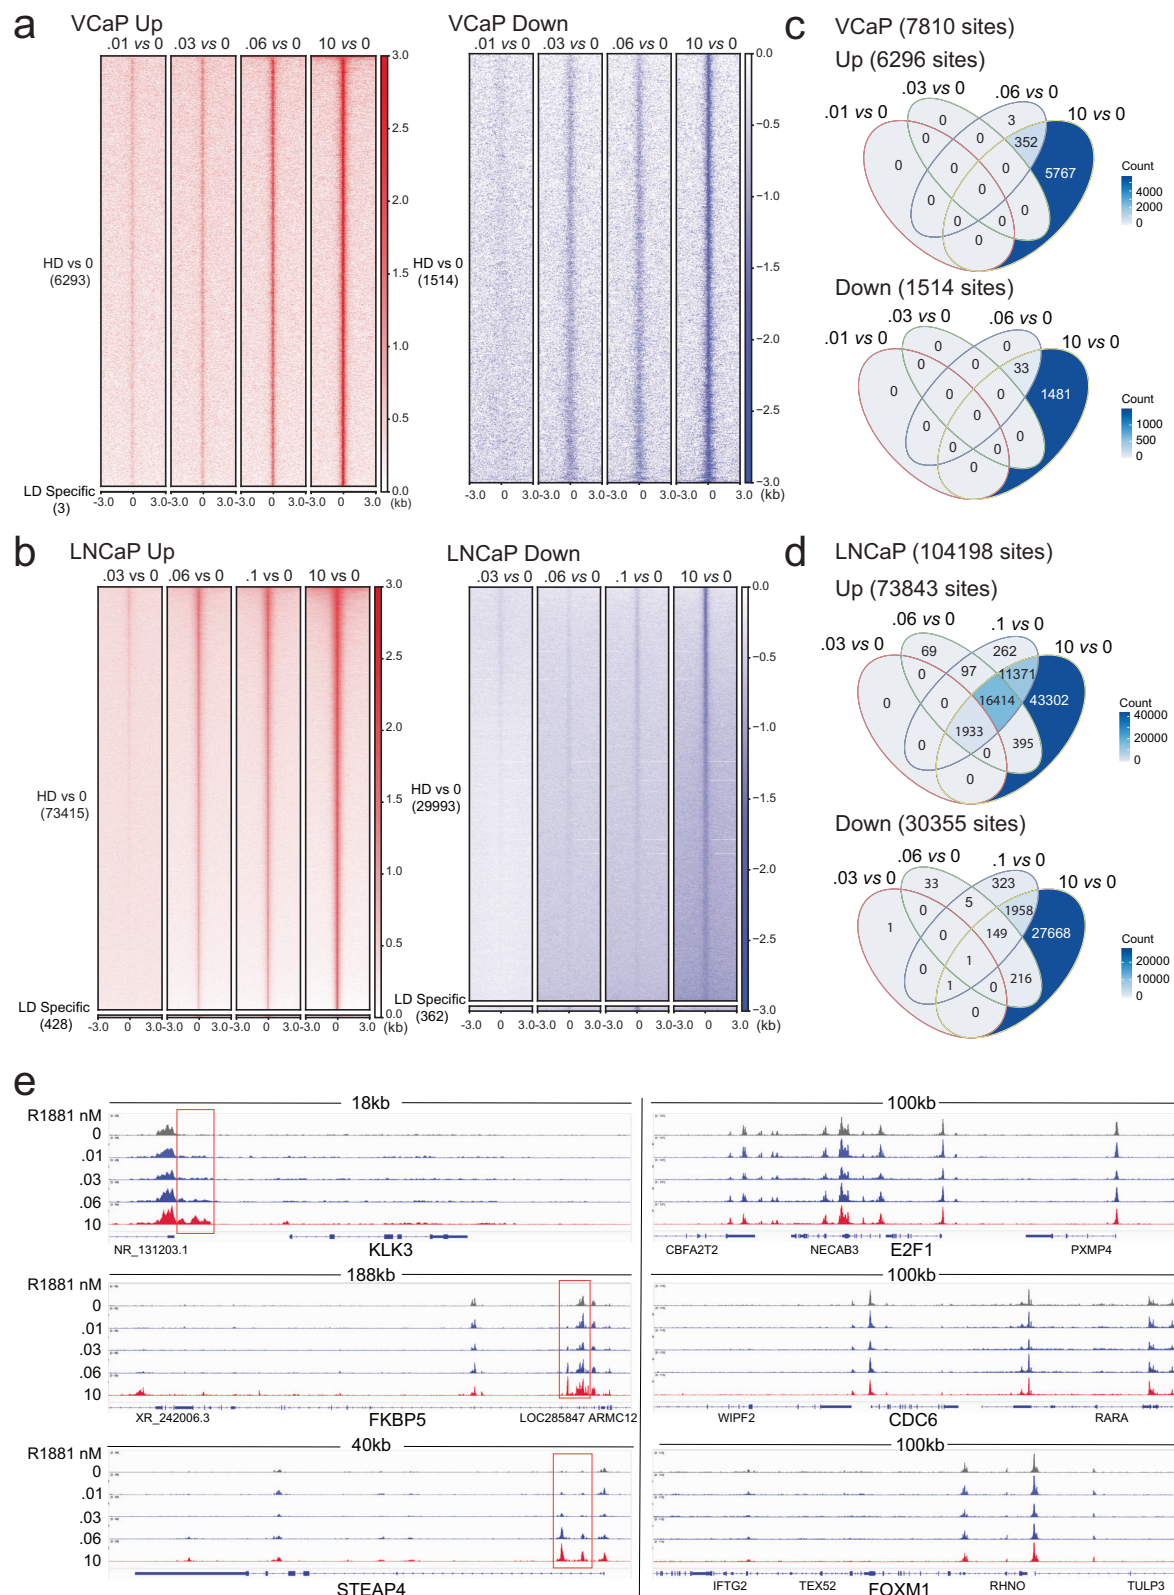 a
VCaP Up
.01 vs 0 .03 vs 0 .06 vs 0 10 vs 0
3.0
2.5
2.0
1.5
1.0
0.5
0.0
HD vs 0
(6293)
LD Specific
(3)
-3.0 0 3.0-3.0 0 3.0-3.0 0 3.0-3.0 0 3.0 (kb)
VCaP Down
.01 vs 0 .03 vs 0 .06 vs 0 10 vs 0
0.0
−0.5
−1.0
−1.5
−2.0
−2.5
−3.0
HD vs 0
(1514)
-3.0 0 3.0-3.0 0 3.0-3.0 0 3.0-3.0 0 3.0
(kb)
c
VCaP (7810 sites)
Up (6296 sites)
.01 vs 0 .03 vs 0 .06 vs 0 10 vs 0
0 0 3
0 0 352
0 0 0 5767
0 0 0
0 0
0
Count
4000
2000
0
Down (1514 sites)
.01 vs 0 .03 vs 0 .06 vs 0 10 vs 0
0 0 0
0 0 33
0 0 0 1481
0 0 0
0 0
0
Count
1000
500
0
b
LNCaP Up
.03 vs 0 .06 vs 0 .1 vs 0 10 vs 0
3.0
2.5
2.0
1.5
1.0
0.5
0.0
HD vs 0
(73415)
LD Specific
(428)
-3.0 0 3.0-3.0 0 3.0-3.0 0 3.0-3.0 0 3.0
(kb)
LNCaP Down
.03 vs 0 .06 vs 0 .1 vs 0 10 vs 0
0.0
−0.5
−1.0
−1.5
−2.0
−2.5
−3.0
HD vs 0
(29993)
LD Specific
(362)
-3.0 0 3.0-3.0 0 3.0-3.0 0 3.0-3.0 0 3.0
(kb)
d
LNCaP (104198 sites)
Up (73843 sites)
.03 vs 0 .06 vs 0 .1 vs 0 10 vs 0
69 262
0 97 11371
0 0 16414 43302
0 1933 395
0
0
Count
40000
20000
0
Down (30355 sites)
.03 vs 0 .06 vs 0 .1 vs 0 10 vs 0
33 323
0 5 1958
1 0 149 27668
0 1 216
1 0
0
Count
20000
10000
0
e
18kb
R1881 nM
0
.01
.03
.06
10
NR_131203.1 KLK3
100kb
CBFA2T2 NECAB3 E2F1 PXMP4
188kb
R1881 nM
0
.01
.03
.06
10
XR_242006.3 FKBP5 LOC285847 ARMC12
100kb
WIPF2 CDC6 RARA
40kb
R1881 nM
0
.01
.03
.06
10
STEAP4
100kb
IFTG2 TEX52 FOXM1 RHNO TULP3